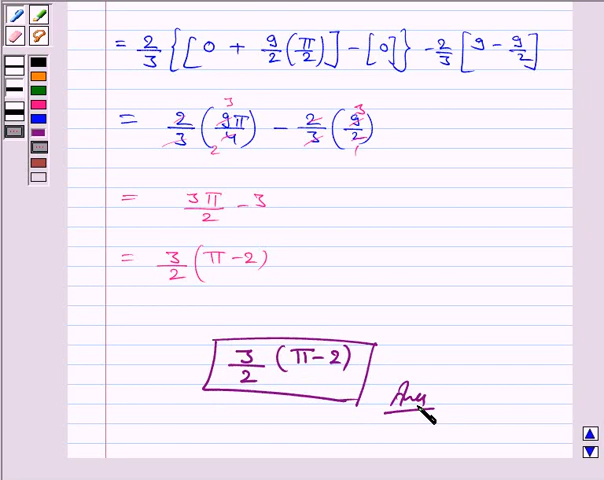 = 2/3 { [ 0 + 9/2 (π/2) ] - [0] } - 2/3 [ 9 - 9/2 ]
= 2/3 ( 9π/4 ) - 2/3 ( 9/2 )
= 3π/2 - 3
= 3/2 ( π - 2 )
3/2 ( π - 2 )
Ans